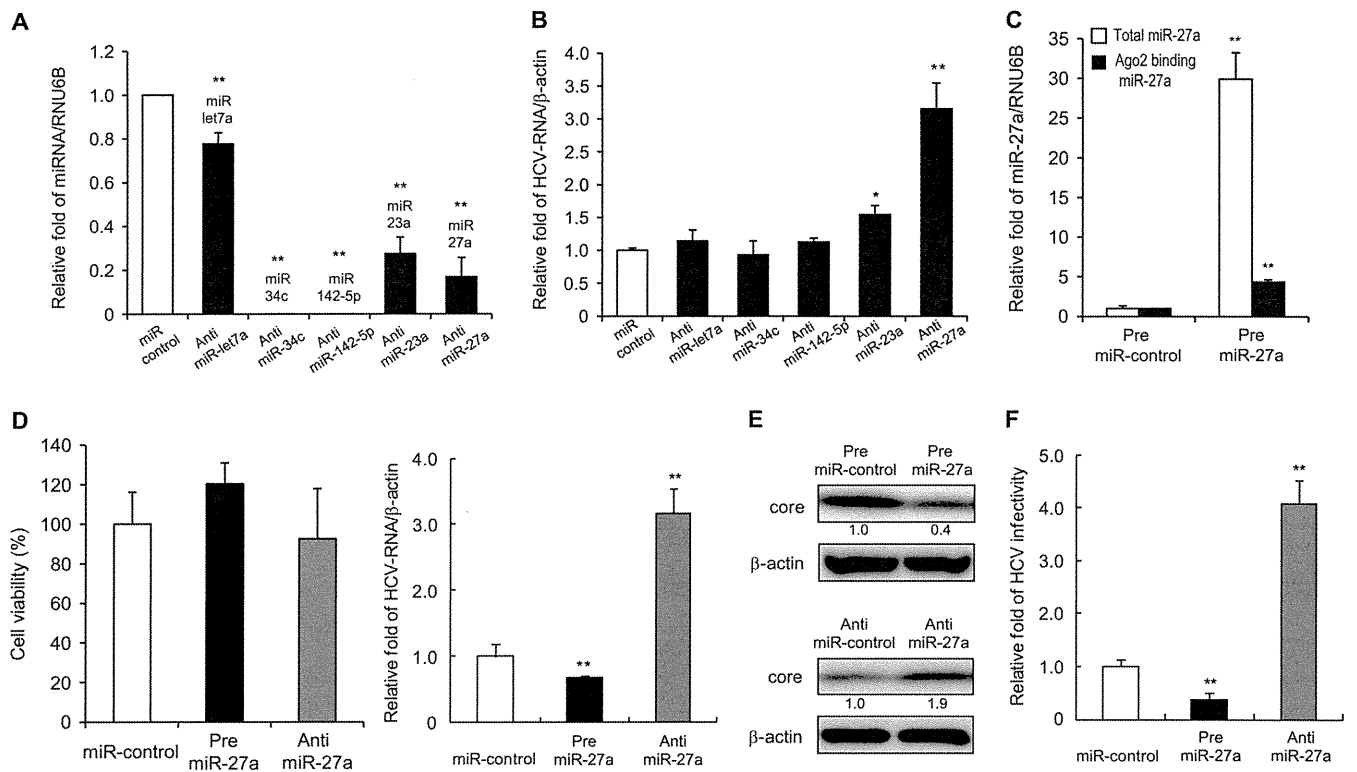 A
Relative fold of miRNA/RNU6B
1.2
1.0
0.8
0.6
0.4
0.2
0
**
miR
let7a
**
miR
34c
**
miR
142-5p
**
miR
23a
**
miR
27a
miR
control
Anti
miR-let7a
Anti
miR-34c
Anti
miR-142-5p
Anti
miR-23a
Anti
miR-27a
B
Relative fold of HCV-RNA/β-actin
4.0
3.5
3.0
2.5
2.0
1.5
1.0
0.5
0
*
**
miR
control
Anti
miR-let7a
Anti
miR-34c
Anti
miR-142-5p
Anti
miR-23a
Anti
miR-27a
C
Relative fold of miR-27a/RNU6B
35
30
25
20
15
10
5
0
Total miR-27a
Ago2 binding
miR-27a
**
**
Pre
miR-control
Pre
miR-27a
D
Cell viability (%)
140
120
100
80
60
40
20
0
miR-control
Pre
miR-27a
Anti
miR-27a
Relative fold of HCV-RNA/β-actin
4.0
3.0
2.0
1.0
0
**
**
miR-control
Pre
miR-27a
Anti
miR-27a
E
Pre
miR-control
Pre
miR-27a
core
1.0
0.4
β-actin
Anti
miR-control
Anti
miR-27a
core
1.0
1.9
β-actin
F
Relative fold of HCV infectivity
5.0
4.0
3.0
2.0
1.0
0
**
**
miR-control
Pre
miR-27a
Anti
miR-27a